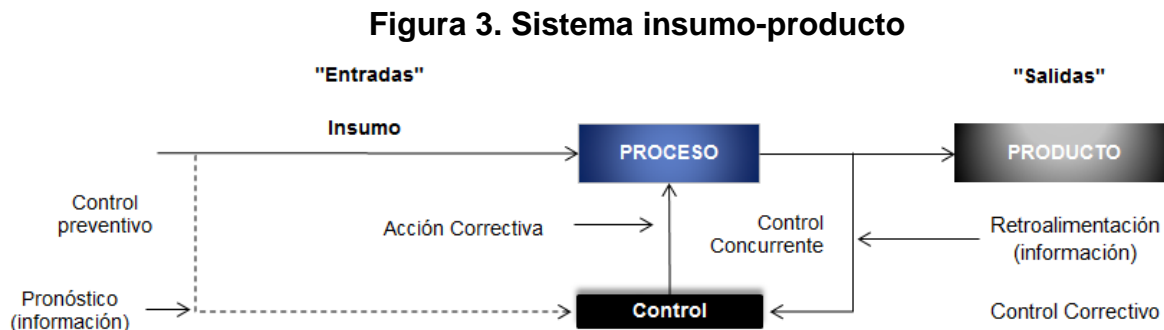 Figura 3. Sistema insumo-producto
"Entradas"
"Salidas"
Insumo
PROCESO
PRODUCTO
Control
preventivo
Acción Correctiva
Control
Concurrente
Retroalimentación
(información)
Pronóstico
(información)
Control
Control Correctivo